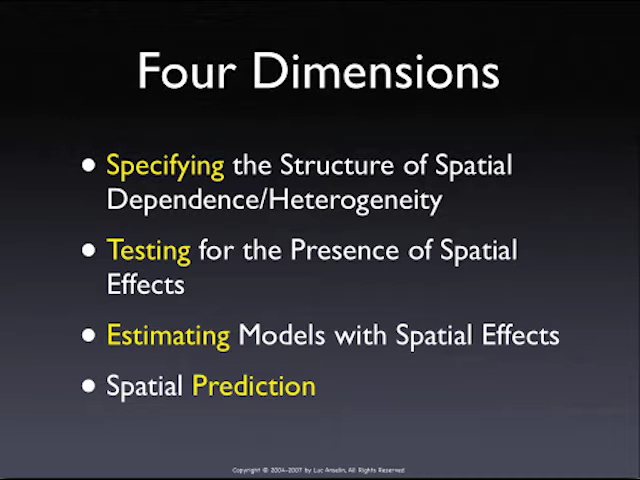 Four Dimensions
• Specifying the Structure of Spatial
Dependence/Heterogeneity
• Testing for the Presence of Spatial
Effects
• Estimating Models with Spatial Effects
• Spatial Prediction
Copyright © 2004-2007 by Luc Anselin, All Rights Reserved